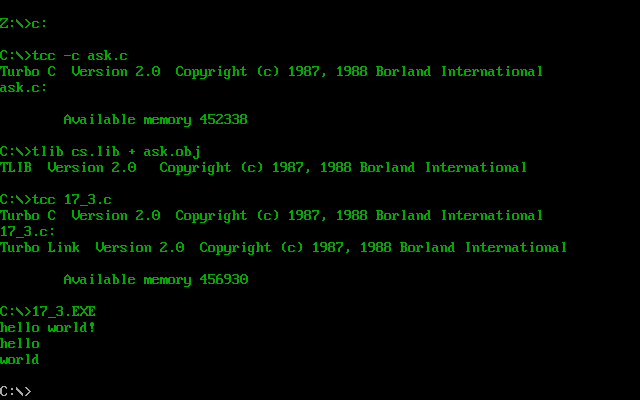 Z:\>c:
C:\>tcc -c ask.c
Turbo C  Version 2.0  Copyright (c) 1987, 1988 Borland International
ask.c:
        Available memory 452338
C:\>tlib cs.lib + ask.obj
TLIB  Version 2.0   Copyright (c) 1987, 1988 Borland International
C:\>tcc 17_3.c
Turbo C  Version 2.0  Copyright (c) 1987, 1988 Borland International
17_3.c:
Turbo Link  Version 2.0  Copyright (c) 1987, 1988 Borland International
        Available memory 456930
C:\>17_3.EXE
hello world!
hello
world
C:\>